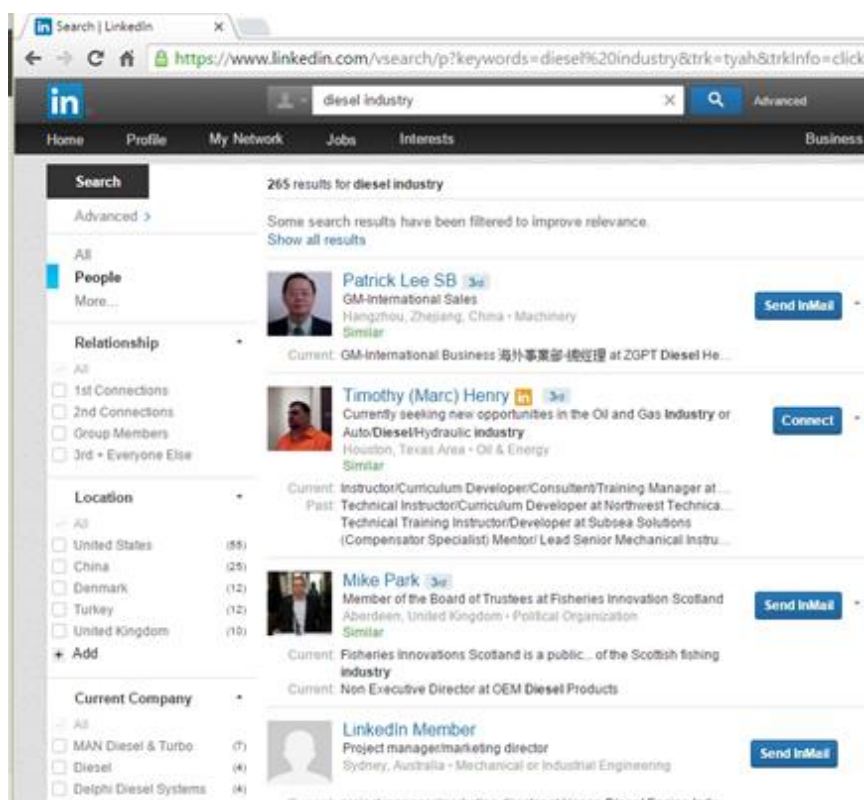 in Search | LinkedIn ×
https://www.linkedin.com/vsearch/p?keywords=diesel%20industry&trk=tyah&trkInfo=click
in diesel industry × Advanced
Home Profile My Network Jobs Interests Business
Search
Advanced >
All
People
More...
Relationship
All
1st Connections
2nd Connections
Group Members
3rd + Everyone Else
Location
All
United States (55)
China (25)
Denmark (12)
Turkey (12)
United Kingdom (10)
+ Add
Current Company
All
MAN Diesel & Turbo (7)
Diesel (4)
Delphi Diesel Systems (4)
265 results for diesel industry
Some search results have been filtered to improve relevance.
Show all results
Patrick Lee SB 3rd
GM-International Sales
Hangzhou, Zhejiang, China • Machinery
Similar
Current: GM-International Business 海外事業部-總經理 at ZGPT Diesel He...
Send InMail
Timothy (Marc) Henry in 3rd
Currently seeking new opportunities in the Oil and Gas Industry or
Auto/Diesel/Hydraulic industry
Houston, Texas Area • Oil & Energy
Similar
Current: Instructor/Curriculum Developer/Consultent/Training Manager at ...
Past: Technical Instructor/Curriculum Developer at Northwest Technica...
Technical Training Instructor/Developer at Subsea Solutions
(Compensator Specialist) Mentor/ Lead Senior Mechanical Instru...
Connect
Mike Park 3rd
Member of the Board of Trustees at Fisheries Innovation Scotland
Aberdeen, United Kingdom • Political Organization
Similar
Current: Fisheries Innovations Scotland is a public... of the Scottish fishing
industry
Current: Non Executive Director at OEM Diesel Products
Send InMail
LinkedIn Member
Project manager/marketing director
Sydney, Australia • Mechanical or Industrial Engineering
Send InMail